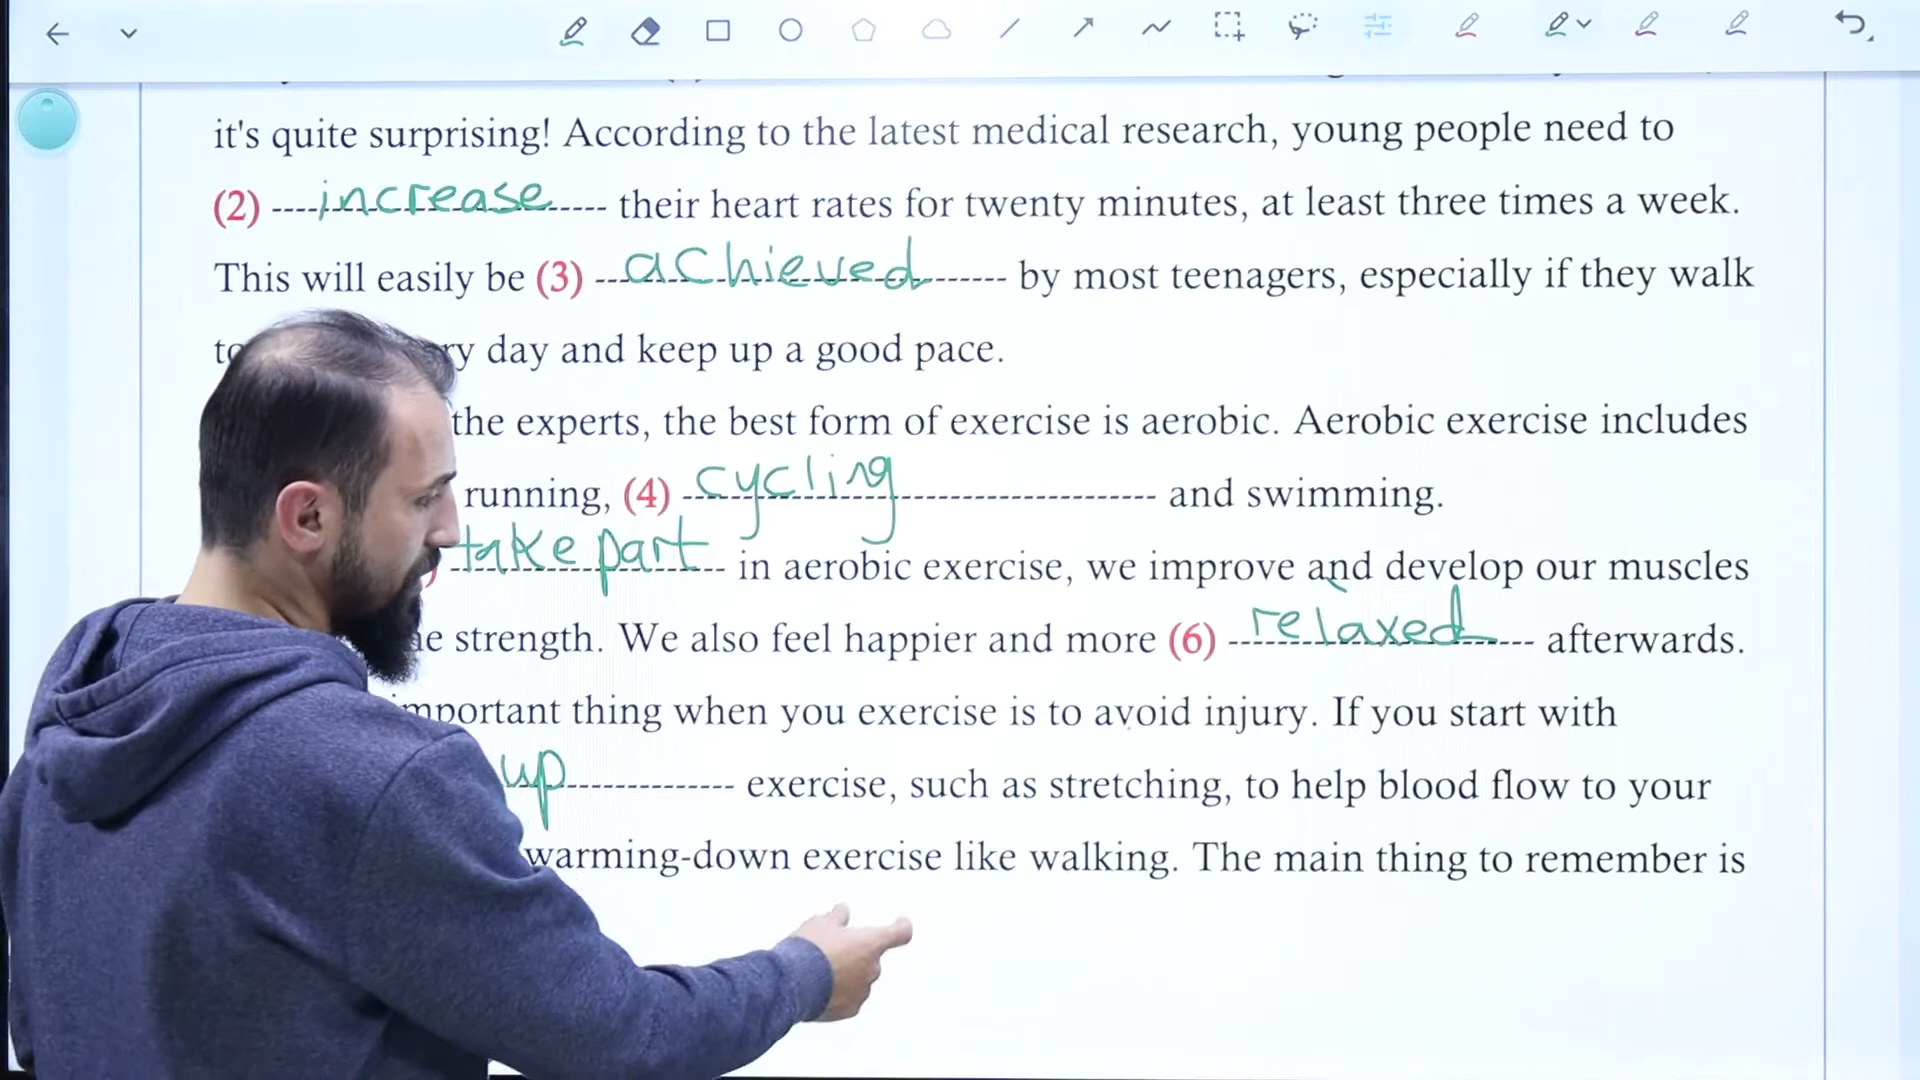 it's quite surprising! According to the latest medical research, young people need to
(2) increase their heart rates for twenty minutes, at least three times a week.
This will easily be (3) achieved by most teenagers, especially if they walk
day and keep up a good pace.
the experts, the best form of exercise is aerobic. Aerobic exercise includes
running, (4) cycling and swimming.
take part in aerobic exercise, we improve and develop our muscles
strength. We also feel happier and more (6) relaxed afterwards.
important thing when you exercise is to avoid injury. If you start with
up exercise, such as stretching, to help blood flow to your
warming-down exercise like walking. The main thing to remember is